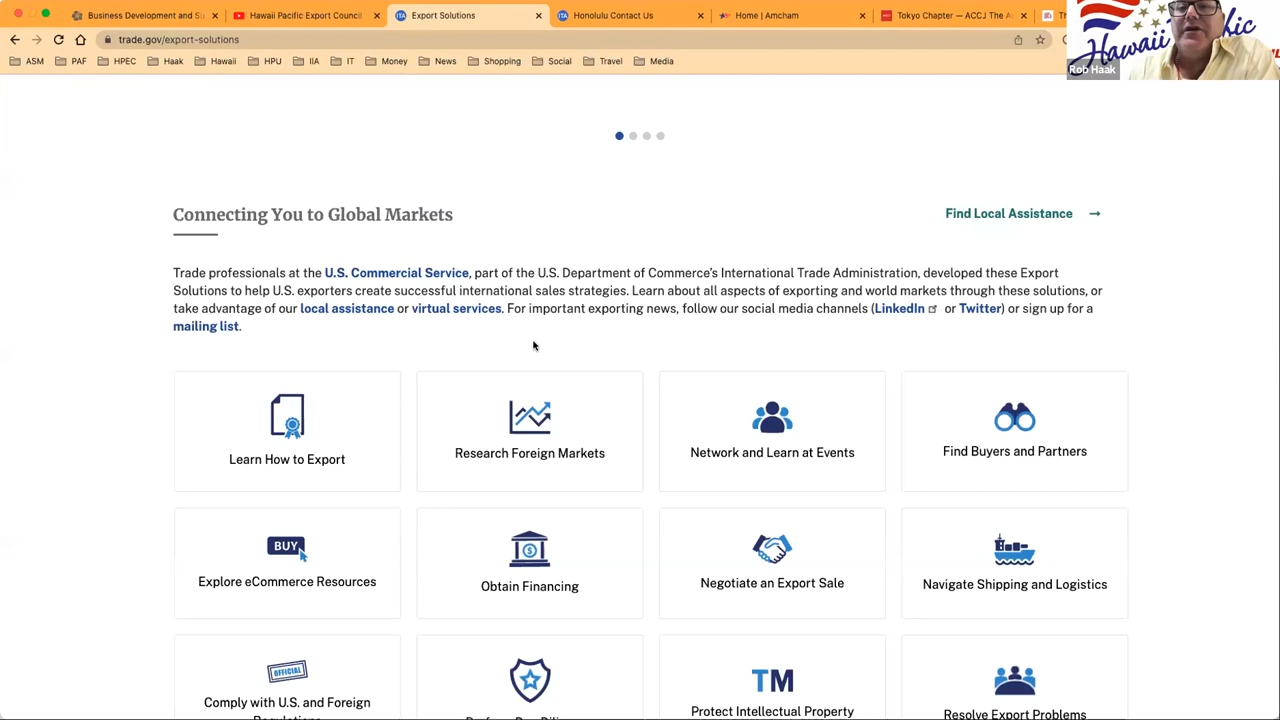 Business Development and Su
Hawaii Pacific Export Council
Export Solutions
Honolulu Contact Us
Home | Amcham
Tokyo Chapter — ACCJ The A
Th
trade.gov/export-solutions
ASM
PAF
HPEC
Haak
Hawaii
HPU
IIA
IT
Money
News
Shopping
Social
Travel
Media
Hawaii
Rob Haak
Connecting You to Global Markets
Find Local Assistance →
Trade professionals at the U.S. Commercial Service, part of the U.S. Department of Commerce's International Trade Administration, developed these Export
Solutions to help U.S. exporters create successful international sales strategies. Learn about all aspects of exporting and world markets through these solutions, or
take advantage of our local assistance or virtual services. For important exporting news, follow our social media channels (LinkedIn or Twitter) or sign up for a
mailing list.
Learn How to Export
Research Foreign Markets
Network and Learn at Events
Find Buyers and Partners
BUY
Explore eCommerce Resources
Obtain Financing
Negotiate an Export Sale
Navigate Shipping and Logistics
OFFICIAL
Comply with U.S. and Foreign
TM
Protect Intellectual Property
Resolve Export Problems